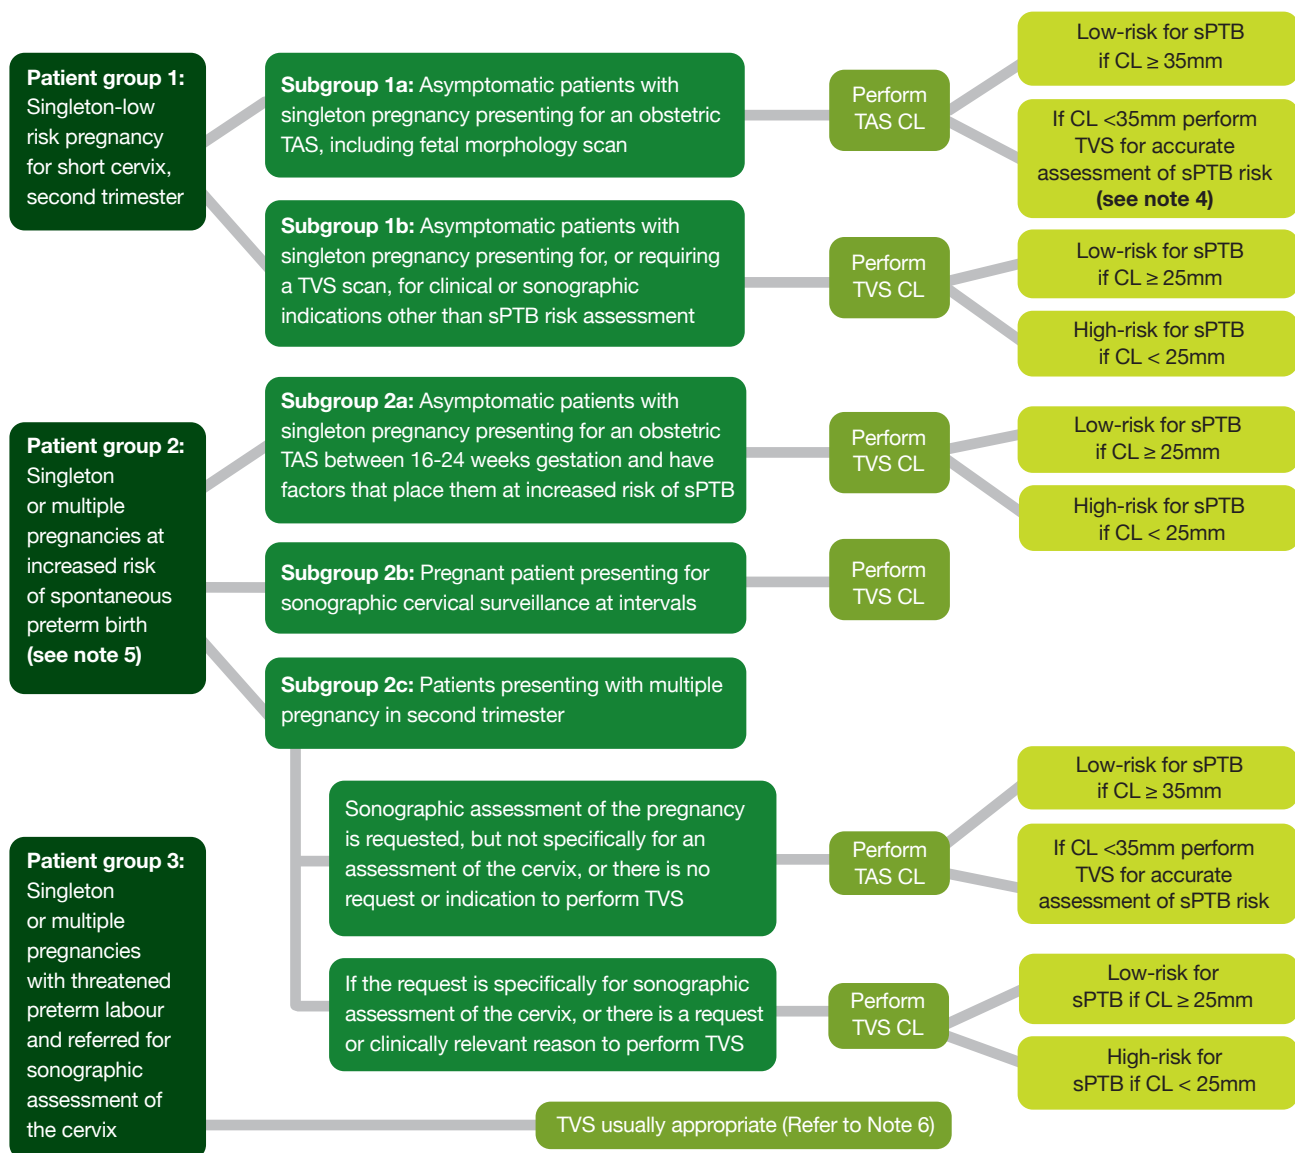 Patient group 1:
Singleton-low
risk pregnancy
for short cervix,
second trimester
Subgroup 1a: Asymptomatic patients with
singleton pregnancy presenting for an obstetric
TAS, including fetal morphology scan
Perform
TAS CL
Low-risk for sPTB
if CL ≥ 35mm
If CL <35mm perform
TVS for accurate
assessment of sPTB risk
(see note 4)
Subgroup 1b: Asymptomatic patients with
singleton pregnancy presenting for, or requiring
a TVS scan, for clinical or sonographic
indications other than sPTB risk assessment
Perform
TVS CL
Low-risk for sPTB
if CL ≥ 25mm
High-risk for sPTB
if CL < 25mm
Patient group 2:
Singleton
or multiple
pregnancies at
increased risk
of spontaneous
preterm birth
(see note 5)
Subgroup 2a: Asymptomatic patients with
singleton pregnancy presenting for an obstetric
TAS between 16-24 weeks gestation and have
factors that place them at increased risk of sPTB
Perform
TVS CL
Low-risk for sPTB
if CL ≥ 25mm
High-risk for sPTB
if CL < 25mm
Subgroup 2b: Pregnant patient presenting for
sonographic cervical surveillance at intervals
Perform
TVS CL
Subgroup 2c: Patients presenting with multiple
pregnancy in second trimester
Sonographic assessment of the pregnancy
is requested, but not specifically for an
assessment of the cervix, or there is no
request or indication to perform TVS
Perform
TAS CL
Low-risk for sPTB
if CL ≥ 35mm
If CL <35mm perform
TVS for accurate
assessment of sPTB risk
If the request is specifically for sonographic
assessment of the cervix, or there is a request
or clinically relevant reason to perform TVS
Perform
TVS CL
Low-risk for
sPTB if CL ≥ 25mm
High-risk for
sPTB if CL < 25mm
Patient group 3:
Singleton
or multiple
pregnancies
with threatened
preterm labour
and referred for
sonographic
assessment of
the cervix
TVS usually appropriate (Refer to Note 6)